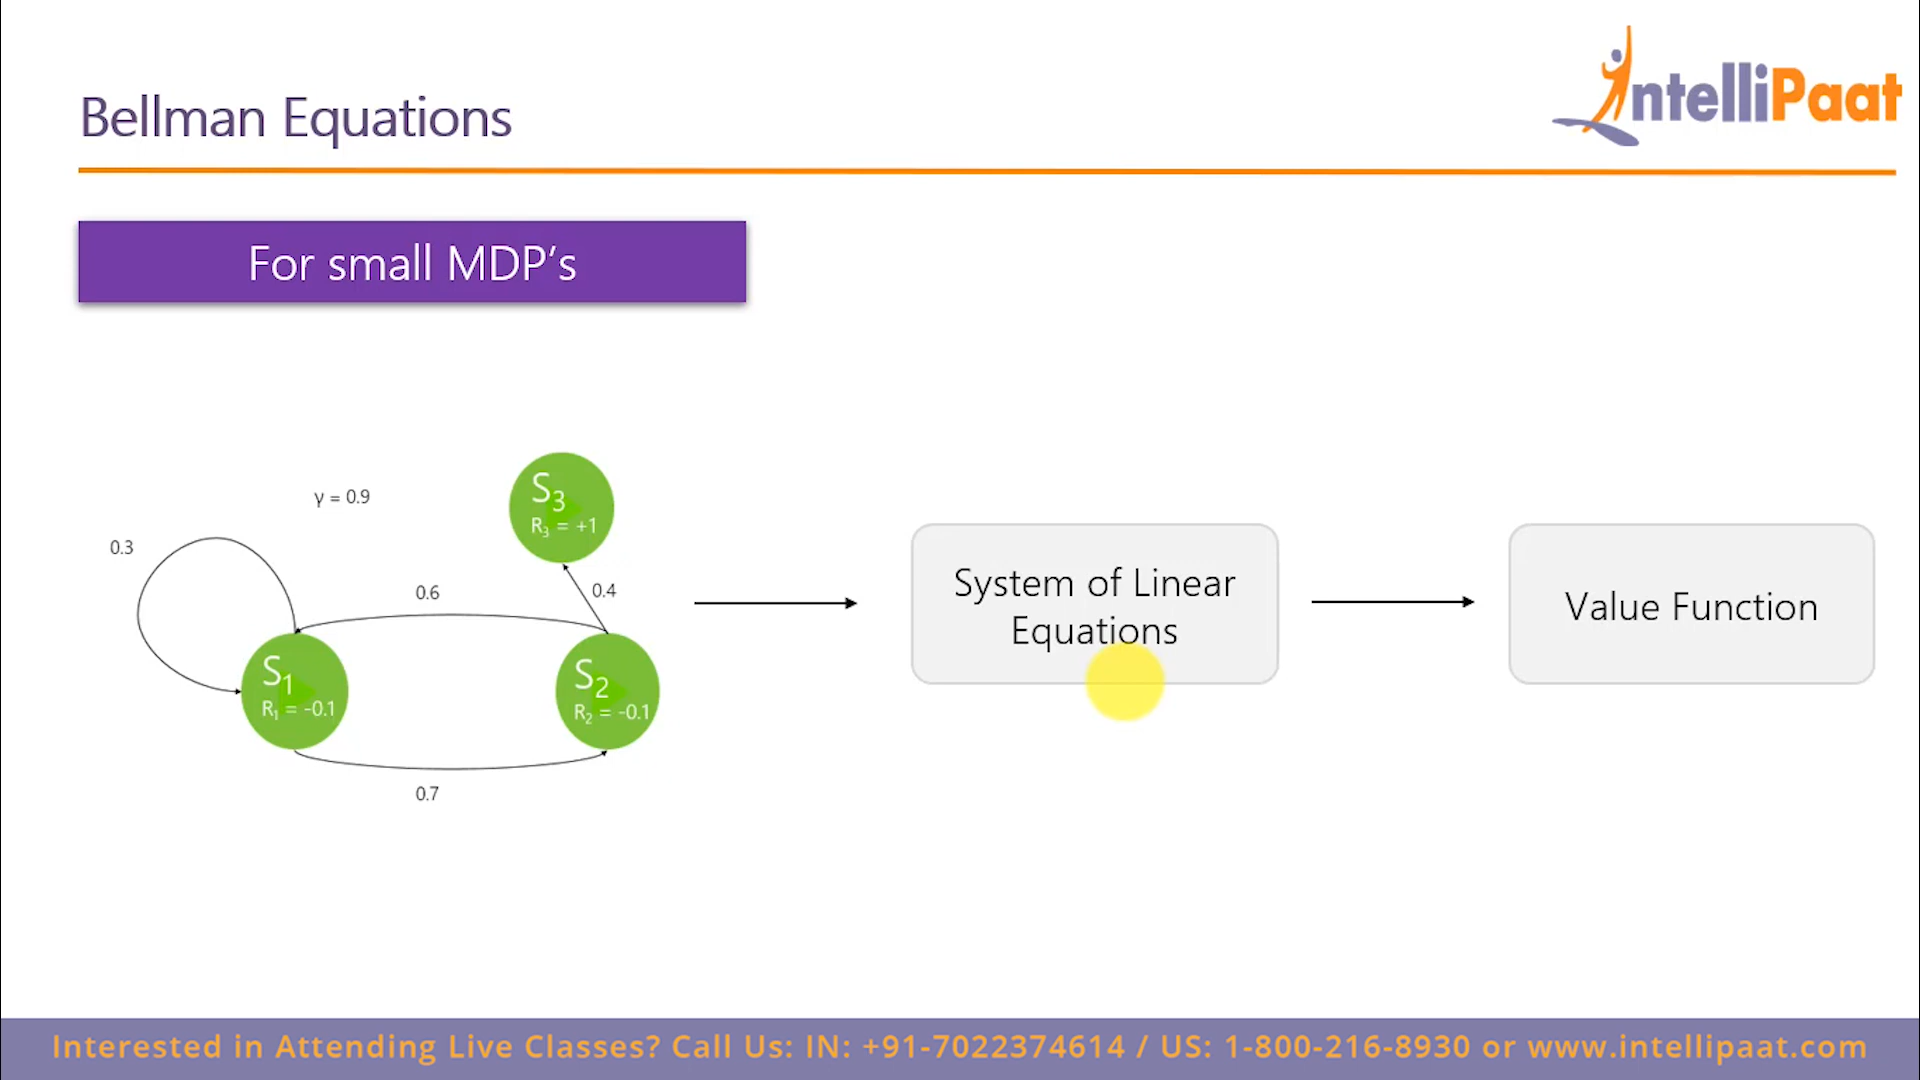 IntelliPaat
Bellman Equations
For small MDP's
γ = 0.9
S3
R3 = +1
0.3
0.6
0.4
S1
R1 = -0.1
S2
R2 = -0.1
0.7
System of Linear
Equations
Value Function
Interested in Attending Live Classes? Call Us: IN: +91-7022374614 / US: 1-800-216-8930 or www.intellipaat.com